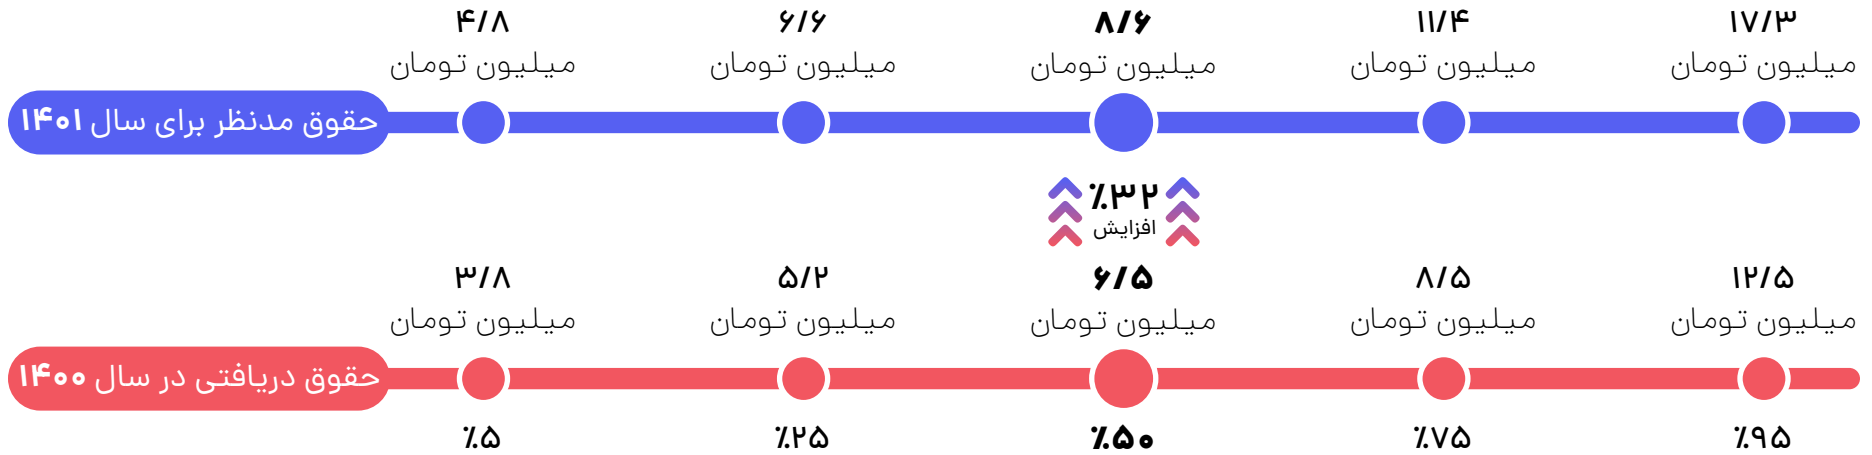 ۴/۸
میلیون تومان
۶/۶
میلیون تومان
۸/۶
میلیون تومان
۱۱/۴
میلیون تومان
۱۷/۳
میلیون تومان
حقوق مدنظر برای سال ۱۴۰۱
٪۳۲
افزایش
۳/۸
میلیون تومان
۵/۲
میلیون تومان
۶/۵
میلیون تومان
۸/۵
میلیون تومان
۱۲/۵
میلیون تومان
حقوق دریافتی در سال ۱۴۰۰
٪۵
٪۲۵
٪۵۰
٪۷۵
٪۹۵